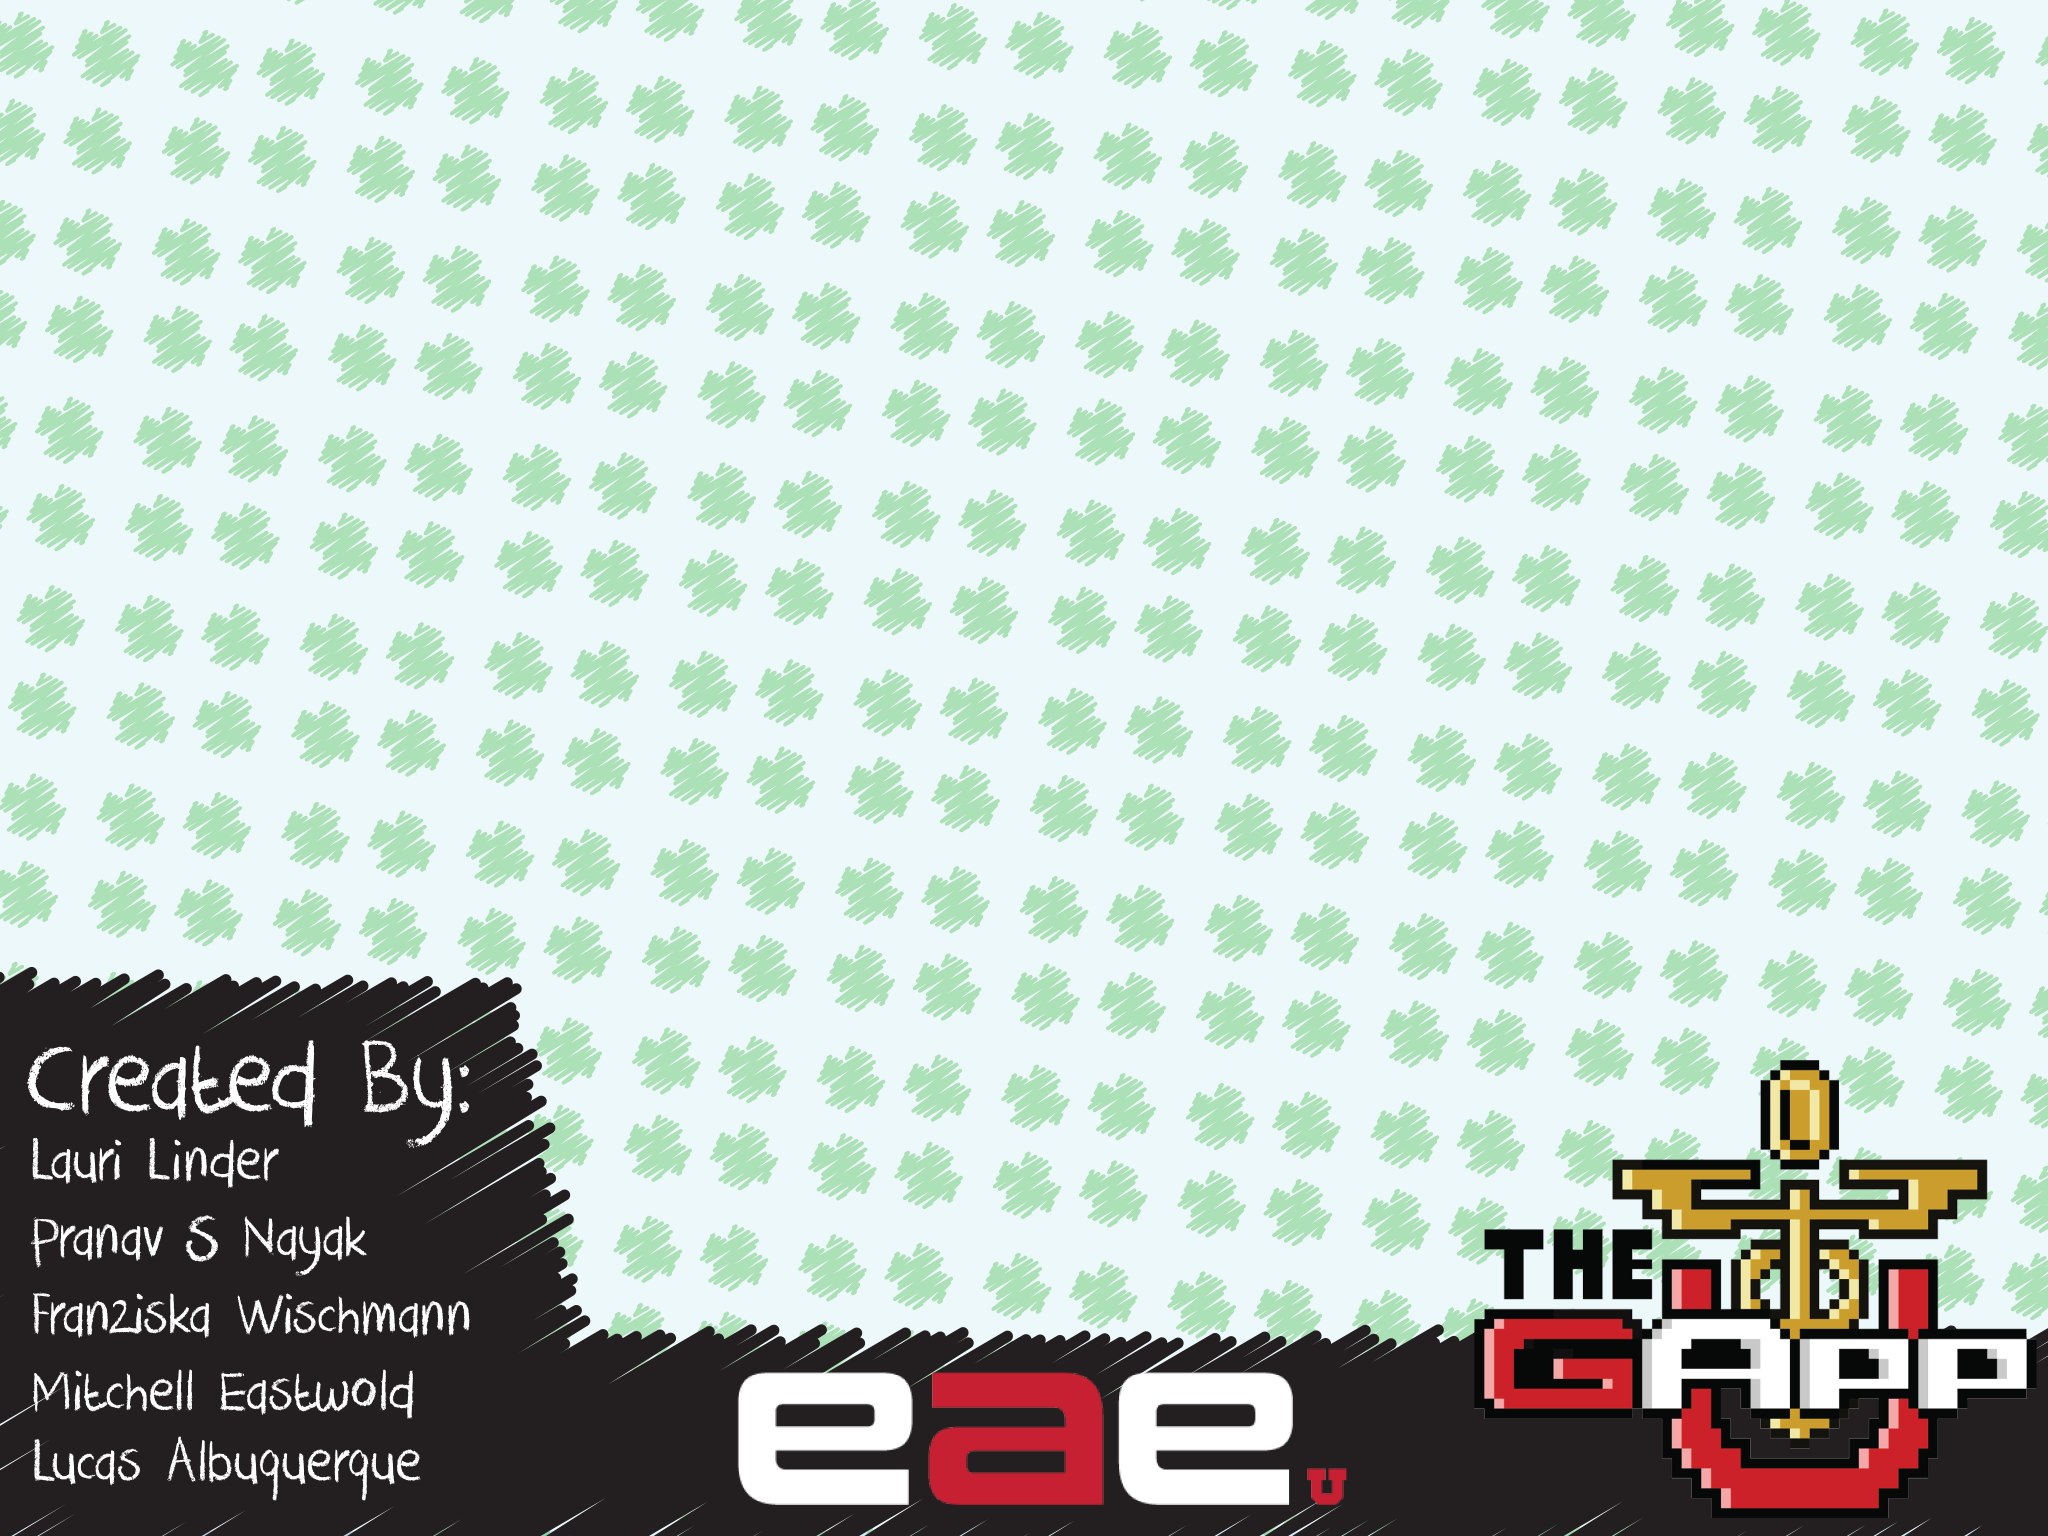 Created By:
Lauri Linder
Pranav S Nayak
Franziska Wischmann
Mitchell Eastwold
Lucas Albuquerque
eae U
THE
GAPP